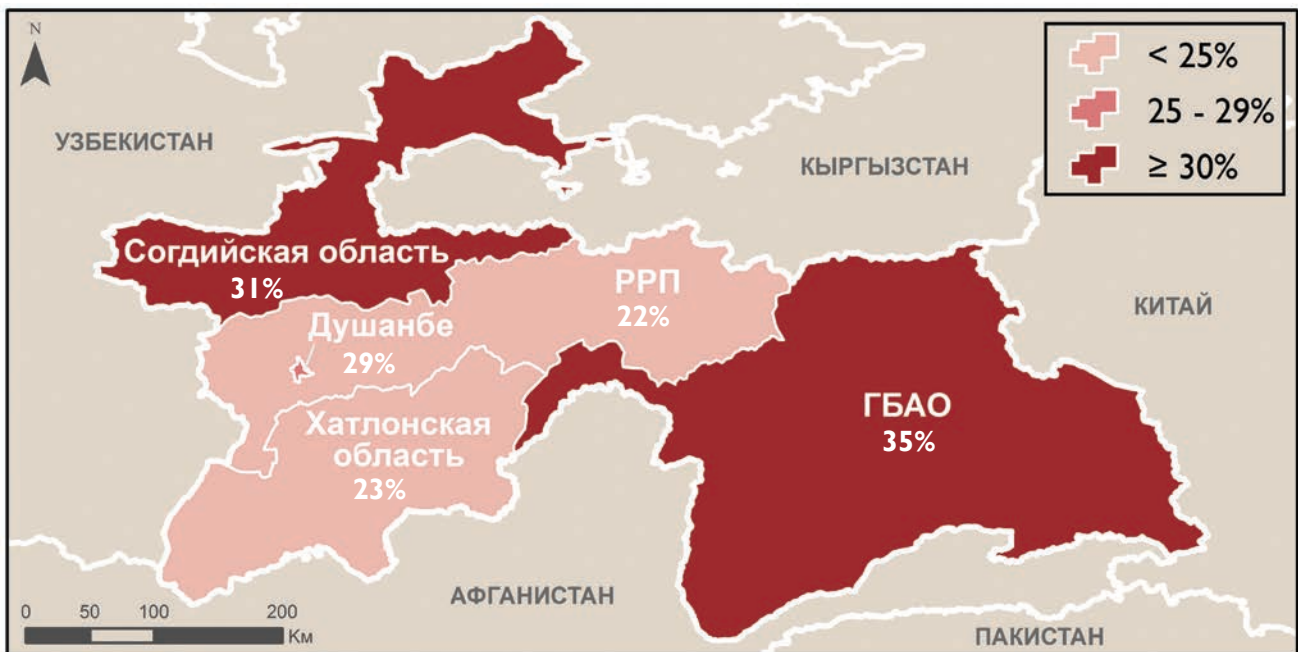 N
< 25%
25 - 29%
≥ 30%
УЗБЕКИСТАН
КЫРГЫЗСТАН
Согдийская область
31%
РРП
22%
КИТАЙ
Душанбе
29%
ГБАО
35%
Хатлонская
область
23%
АФГАНИСТАН
ПАКИСТАН
0 50 100 200
Км